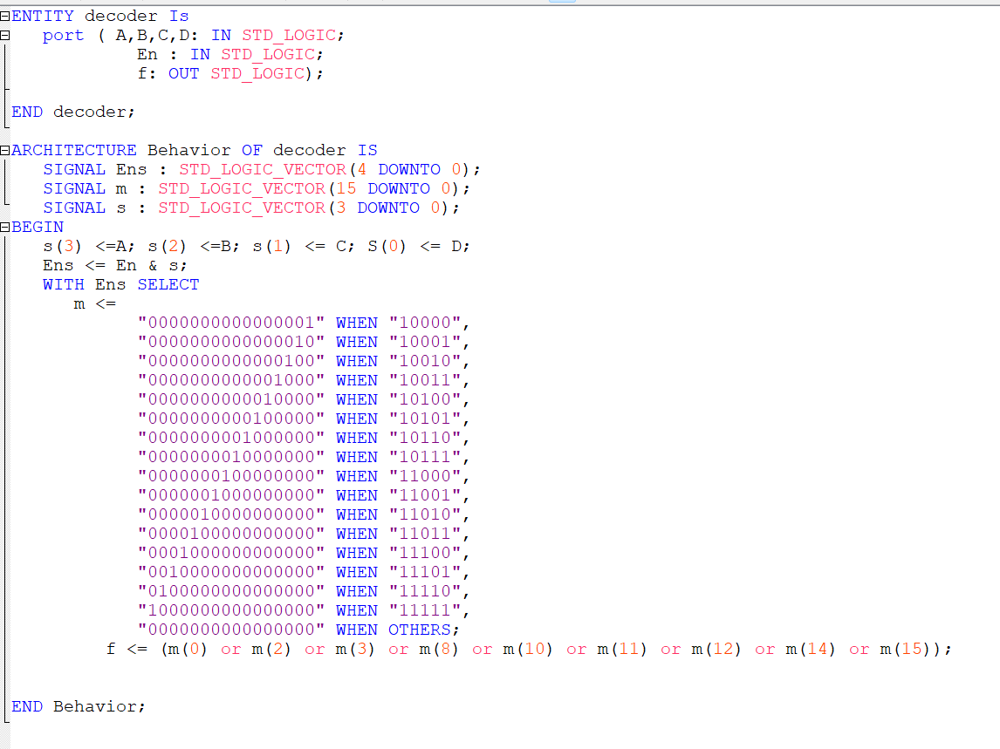 ENTITY decoder Is
port ( A,B,C,D: IN STD_LOGIC;
En : IN STD_LOGIC;
f: OUT STD_LOGIC);
END decoder;
ARCHITECTURE Behavior OF decoder IS
SIGNAL Ens : STD_LOGIC_VECTOR(4 DOWNTO 0);
SIGNAL m : STD_LOGIC_VECTOR(15 DOWNTO 0);
SIGNAL s : STD_LOGIC_VECTOR(3 DOWNTO 0);
BEGIN
s(3) <=A; s(2) <=B; s(1) <= C; S(0) <= D;
Ens <= En & s;
WITH Ens SELECT
m <=
"0000000000000001" WHEN "10000",
"0000000000000010" WHEN "10001",
"0000000000000100" WHEN "10010",
"0000000000001000" WHEN "10011",
"0000000000010000" WHEN "10100",
"0000000000100000" WHEN "10101",
"0000000001000000" WHEN "10110",
"0000000010000000" WHEN "10111",
"0000000100000000" WHEN "11000",
"0000001000000000" WHEN "11001",
"0000010000000000" WHEN "11010",
"0000100000000000" WHEN "11011",
"0001000000000000" WHEN "11100",
"0010000000000000" WHEN "11101",
"0100000000000000" WHEN "11110",
"1000000000000000" WHEN "11111",
"0000000000000000" WHEN OTHERS;
f <= (m(0) or m(2) or m(3) or m(8) or m(10) or m(11) or m(12) or m(14) or m(15));
END Behavior;